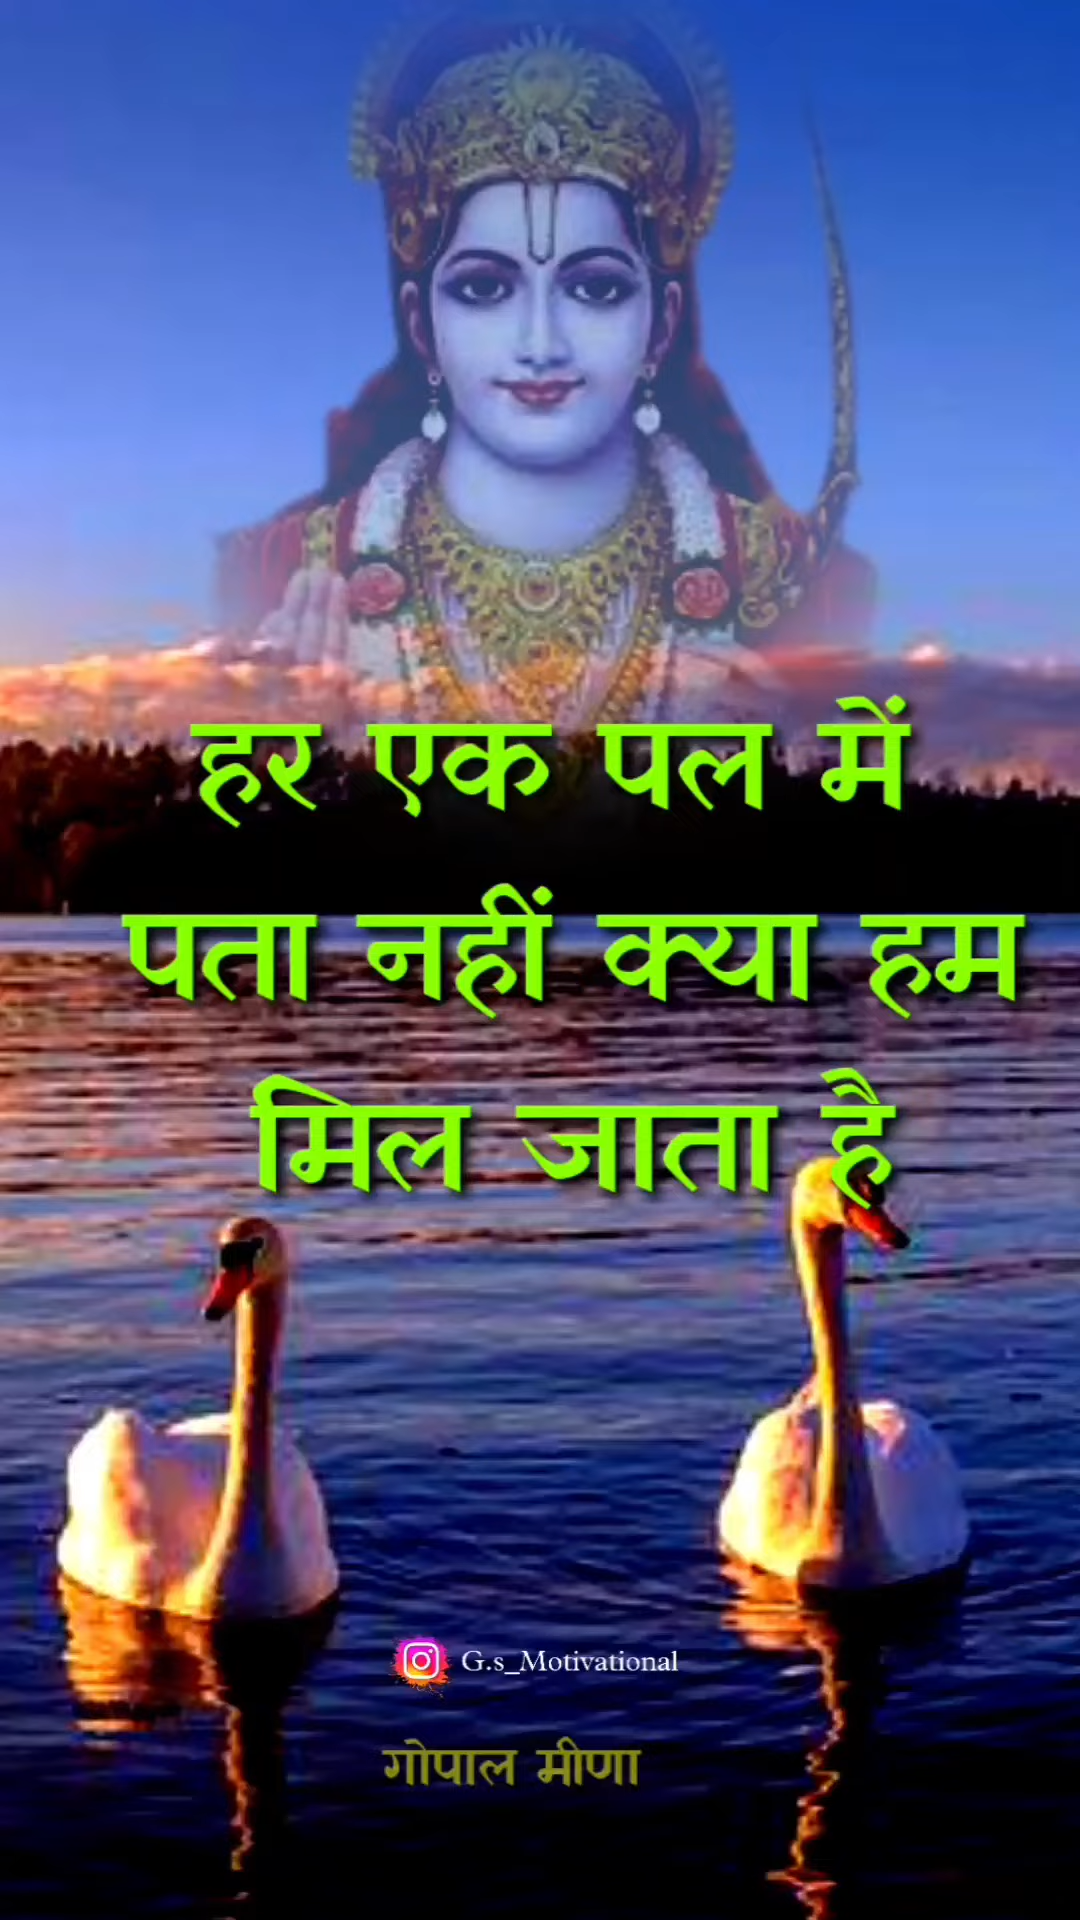 हर एक पल में
पता नहीं क्या हम
मिल जाता है
G.s_Motivational
गोपाल मीणा